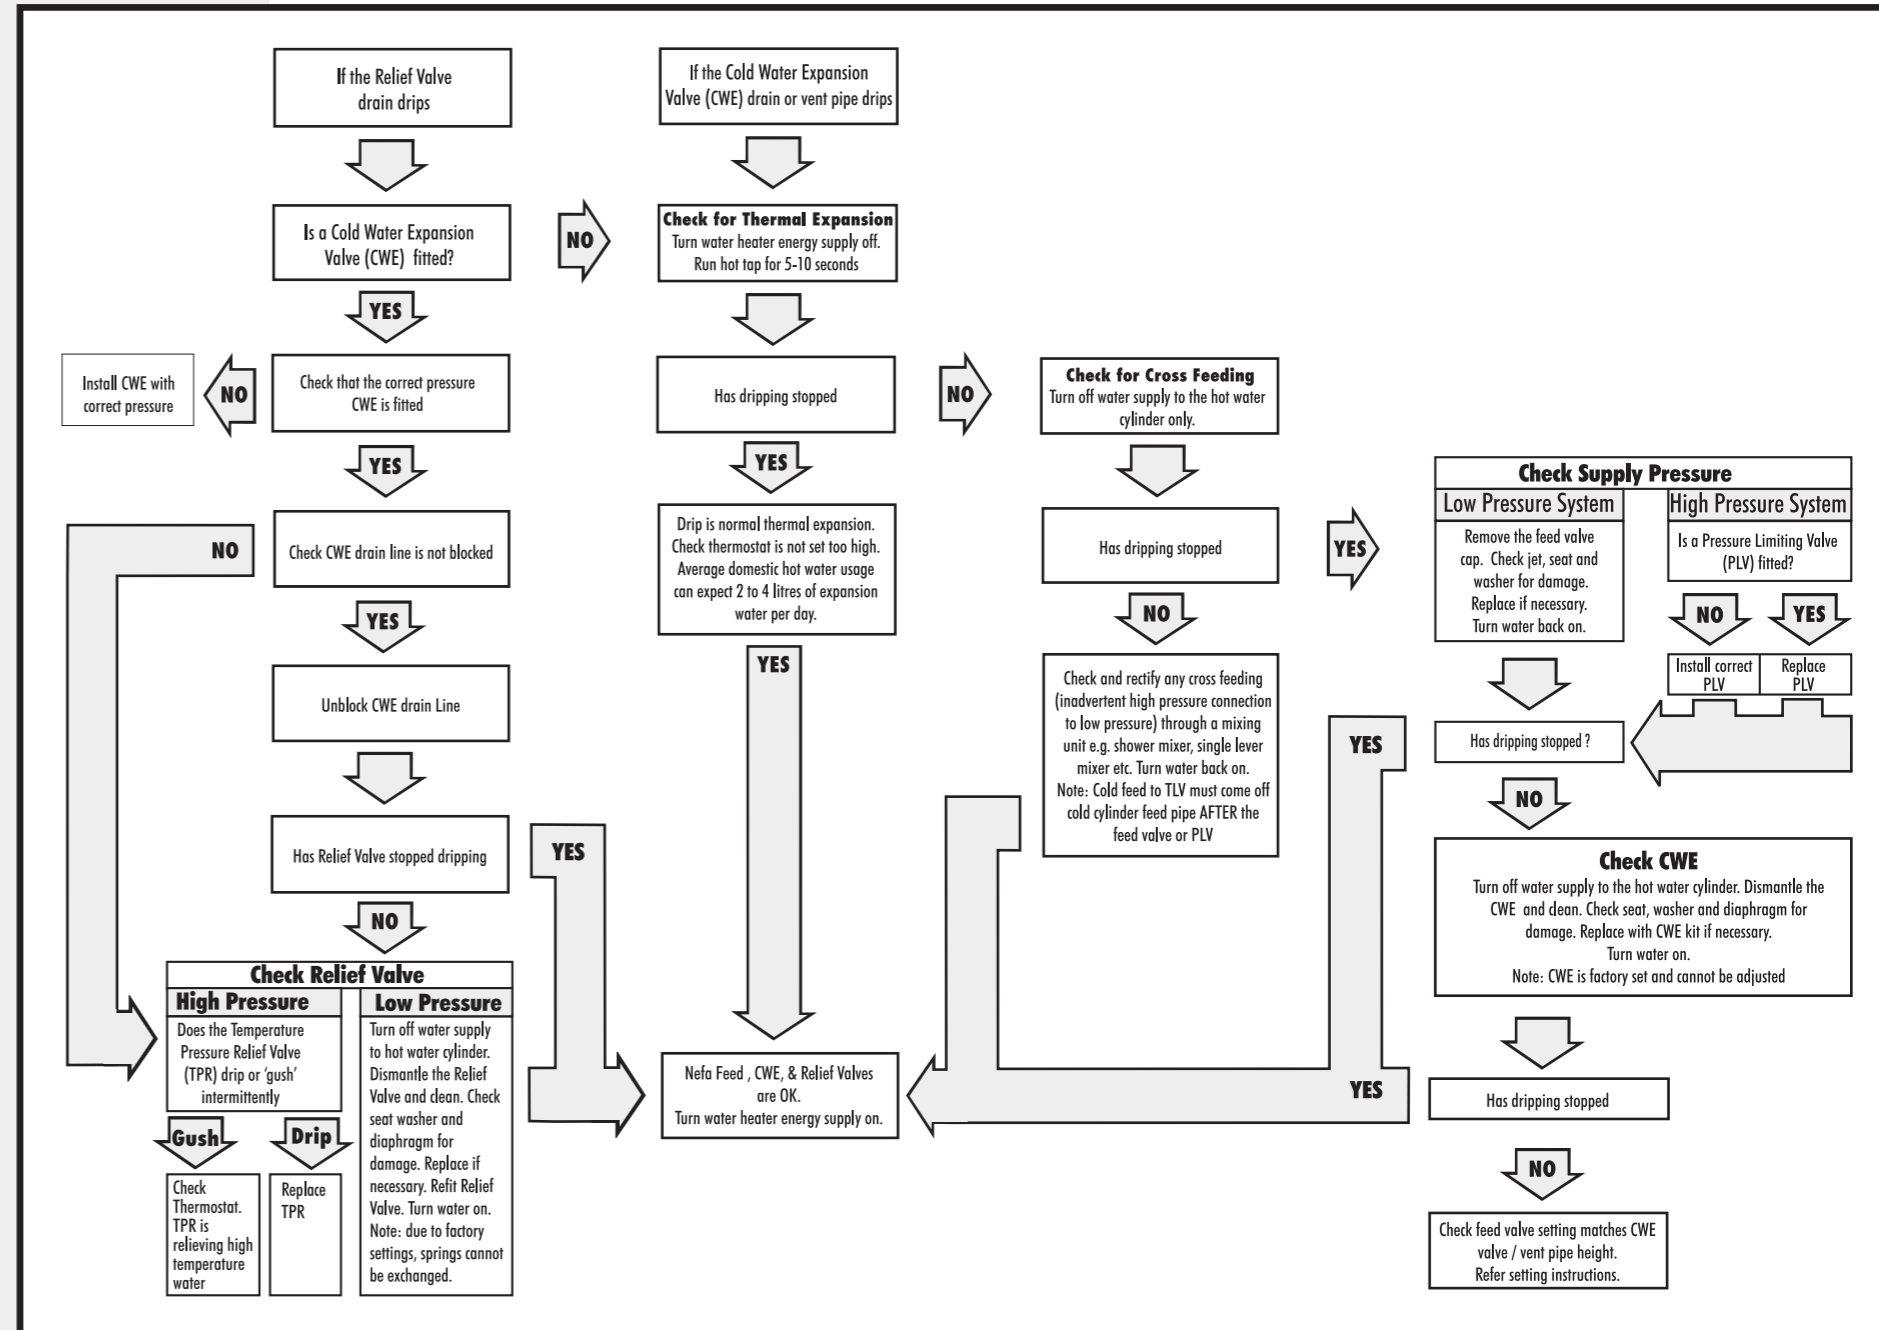 If the Relief Valve
drain drips
If the Cold Water Expansion
Valve (CWE) drain or vent pipe drips
Is a Cold Water Expansion
Valve (CWE) fitted?
NO
Check for Thermal Expansion
Turn water heater energy supply off.
Run hot tap for 5-10 seconds
YES
Install CWE with
correct pressure
NO
Check that the correct pressure
CWE is fitted
Has dripping stopped
NO
Check for Cross Feeding
Turn off water supply to the hot water
cylinder only.
YES
YES
NO
Check CWE drain line is not blocked
Drip is normal thermal expansion.
Check thermostat is not set too high.
Average domestic hot water usage
can expect 2 to 4 litres of expansion
water per day.
Has dripping stopped
YES
Check Supply Pressure
Low Pressure System
Remove the feed valve
cap. Check jet, seat and
washer for damage.
Replace if necessary.
Turn water back on.
High Pressure System
Is a Pressure Limiting Valve
(PLV) fitted?
NO
YES
Install correct
PLV
Replace
PLV
YES
YES
NO
Unblock CWE drain Line
Check and rectify any cross feeding
(inadvertent high pressure connection
to low pressure) through a mixing
unit e.g. shower mixer, single lever
mixer etc. Turn water back on.
Note: Cold feed to TLV must come off
cold cylinder feed pipe AFTER the
feed valve or PLV
YES
Has dripping stopped ?
NO
Has Relief Valve stopped dripping
YES
Check CWE
Turn off water supply to the hot water cylinder. Dismantle the
CWE and clean. Check seat, washer and diaphragm for
damage. Replace with CWE kit if necessary.
Turn water on.
Note: CWE is factory set and cannot be adjusted
NO
Check Relief Valve
High Pressure
Does the Temperature
Pressure Relief Valve
(TPR) drip or 'gush'
intermittently
Gush
Drip
Check
Thermostat.
TPR is
relieving high
temperature
water
Replace
TPR
Low Pressure
Turn off water supply
to hot water cylinder.
Dismantle the Relief
Valve and clean. Check
seat washer and
diaphragm for
damage. Replace if
necessary. Refit Relief
Valve. Turn water on.
Note: due to factory
settings, springs cannot
be exchanged.
Nefa Feed , CWE, & Relief Valves
are OK.
Turn water heater energy supply on.
YES
Has dripping stopped
NO
Check feed valve setting matches CWE
valve / vent pipe height.
Refer setting instructions.